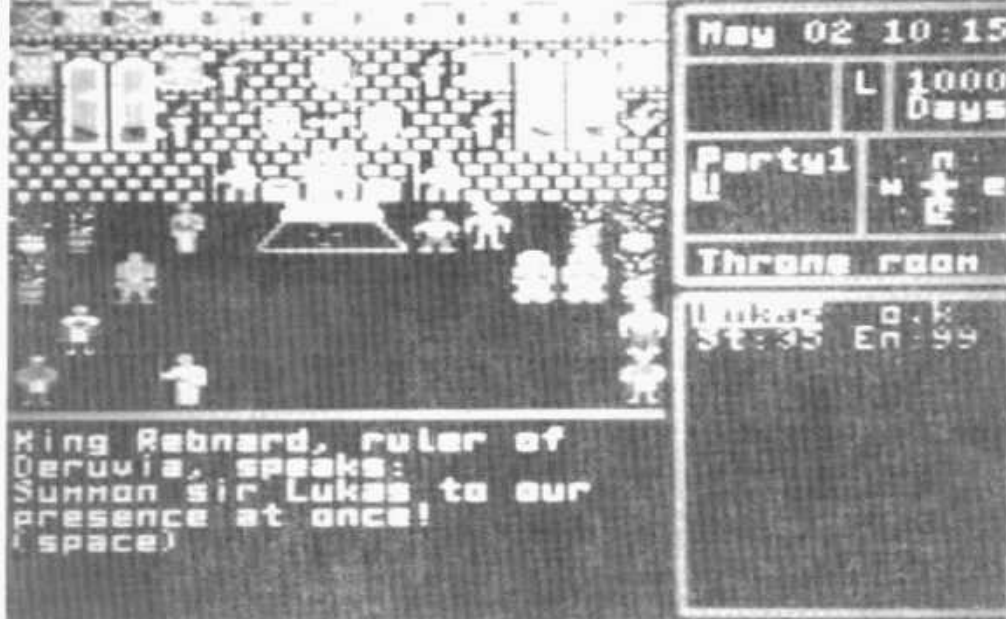 King Rebnard, ruler of
Deruvia, speaks:
Summon sir Lukas to our
presence at once!
(space)
May 02 10:15
L 1000
Days
Party1
n
w e
Throne room
Lukas o.k
St:35 En:99